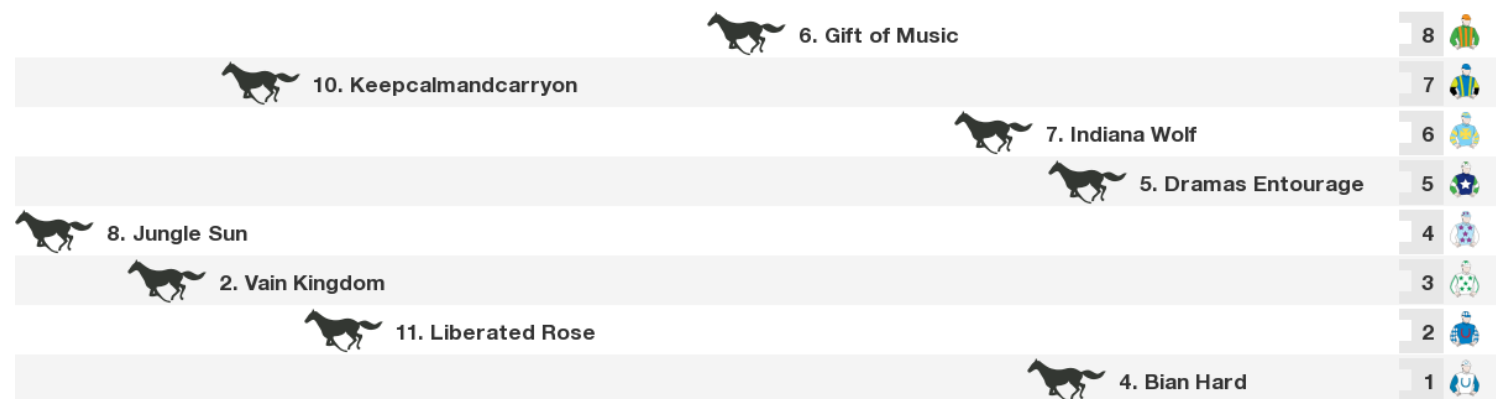 6. Gift of Music 8
10. Keepcalmandcarryon 7
7. Indiana Wolf 6
5. Dramas Entourage 5
8. Jungle Sun 4
2. Vain Kingdom 3
11. Liberated Rose 2
4. Bian Hard 1